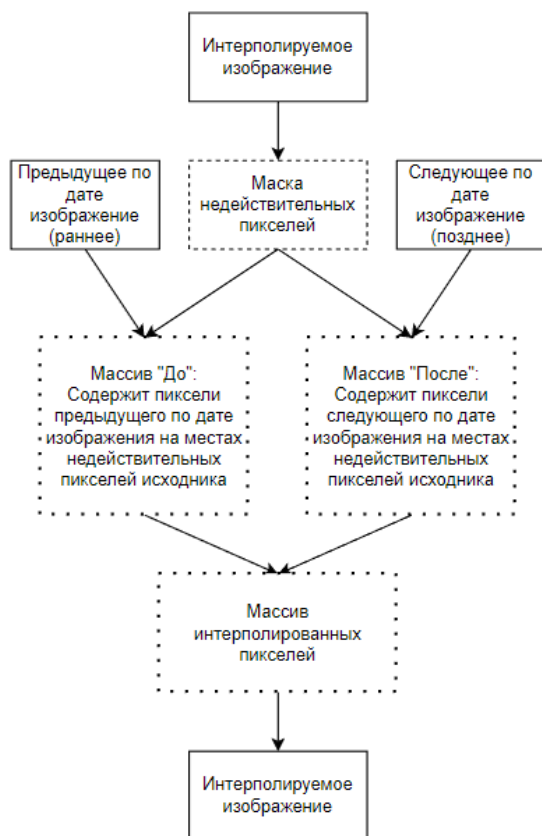 Интерполируемое
изображение
Предыдущее по
дате
изображение
(раннее)
Маска
недействительных
пикселей
Следующее по
дате
изображение
(позднее)
Массив "До":
Содержит пиксели
предыдущего по дате
изображения на местах
недействительных
пикселей исходника
Массив "После":
Содержит пиксели
следующего по дате
изображения на местах
недействительных
пикселей исходника
Массив
интерполированных
пикселей
Интерполируемое
изображение